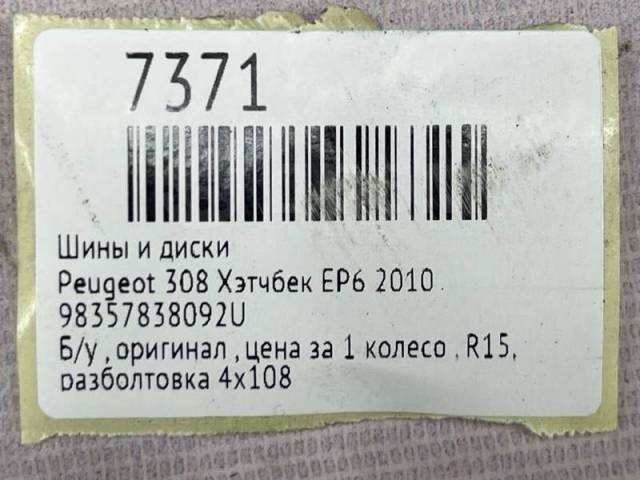 7371
Шины и диски
Peugeot 308 Хэтчбек EP6 2010
98357838092U
Б/у , оригинал , цена за 1 колесо , R15,
разболтовка 4x108